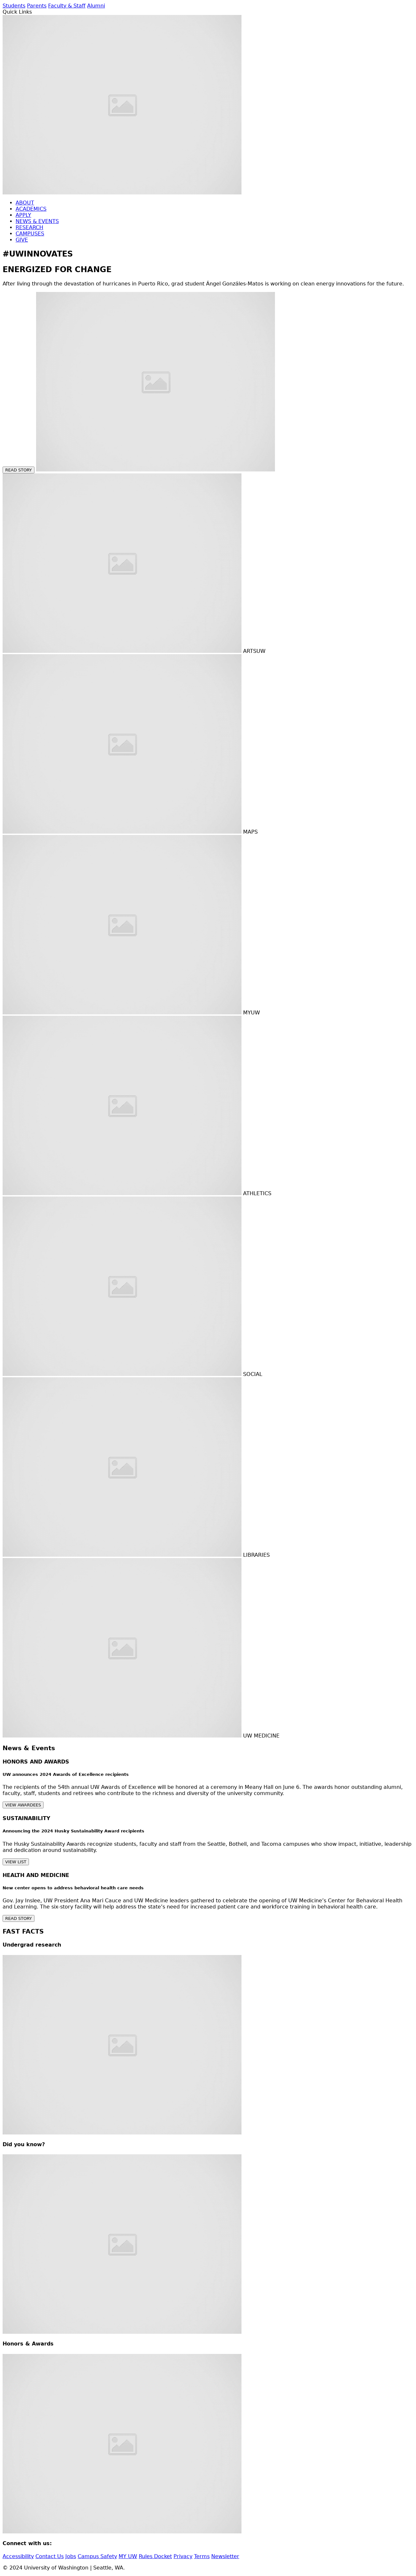 Students Parents Faculty & Staff Alumni
Quick Links
ABOUT
ACADEMICS
APPLY
NEWS & EVENTS
RESEARCH
CAMPUSES
GIVE
#UWINNOVATES
ENERGIZED FOR CHANGE
After living through the devastation of hurricanes in Puerto Rico, grad student Ángel Gonzáles-Matos is working on clean energy innovations for the future.
READ STORY
ARTSUW
MAPS
MYUW
ATHLETICS
SOCIAL
LIBRARIES
UW MEDICINE
News & Events
HONORS AND AWARDS
UW announces 2024 Awards of Excellence recipients
The recipients of the 54th annual UW Awards of Excellence will be honored at a ceremony in Meany Hall on June 6. The awards honor outstanding alumni,
faculty, staff, students and retirees who contribute to the richness and diversity of the university community.
VIEW AWARDEES
SUSTAINABILITY
Announcing the 2024 Husky Sustainability Award recipients
The Husky Sustainability Awards recognize students, faculty and staff from the Seattle, Bothell, and Tacoma campuses who show impact, initiative, leadership
and dedication around sustainability.
VIEW LIST
HEALTH AND MEDICINE
New center opens to address behavioral health care needs
Gov. Jay Inslee, UW President Ana Mari Cauce and UW Medicine leaders gathered to celebrate the opening of UW Medicine's Center for Behavioral Health
and Learning. The six-story facility will help address the state's need for increased patient care and workforce training in behavioral health care.
READ STORY
FAST FACTS
Undergrad research
Did you know?
Honors & Awards
Connect with us:
Accessibility Contact Us Jobs Campus Safety MY UW Rules Docket Privacy Terms Newsletter
© 2024 University of Washington | Seattle, WA.